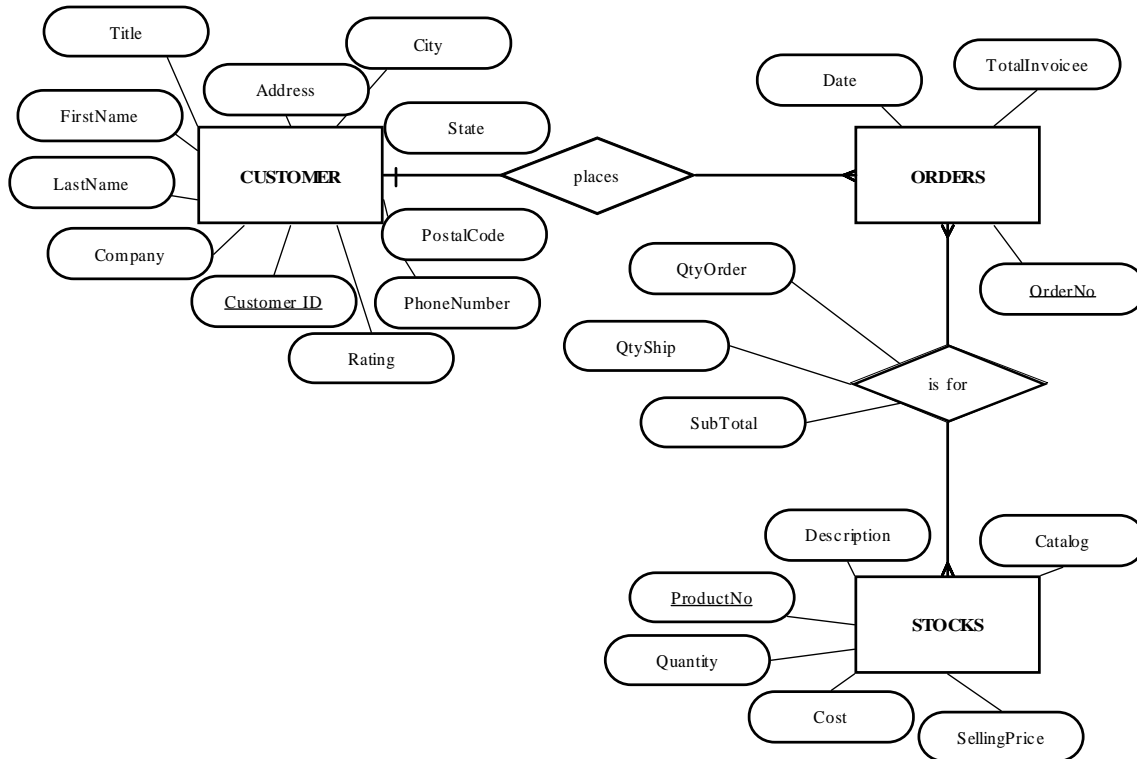 Title
City
Address
Date
TotalInvoicee
FirstName
State
CUSTOMER
places
ORDERS
LastName
PostalCode
Company
QtyOrder
Customer ID
PhoneNumber
OrderNo
Rating
QtyShip
is for
SubTotal
Description
Catalog
ProductNo
STOCKS
Quantity
Cost
SellingPrice